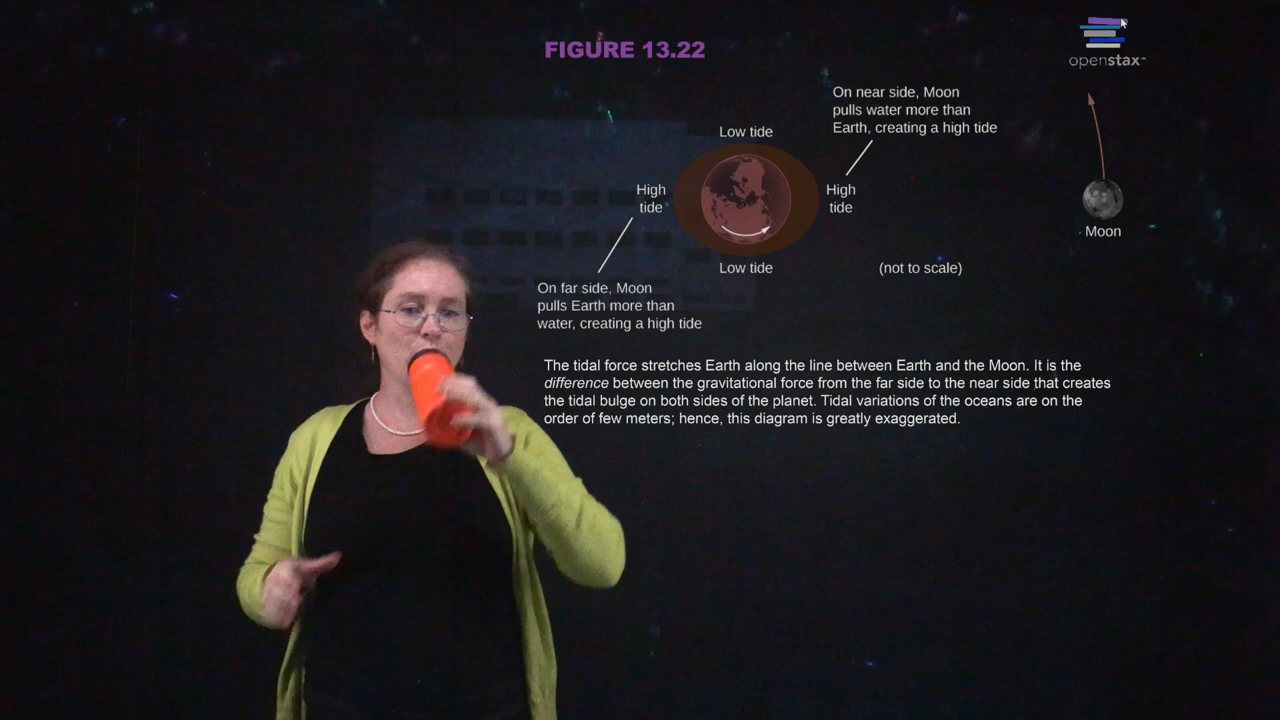 FIGURE 13.22
openstax™
On near side, Moon
pulls water more than
Earth, creating a high tide
Low tide
High
tide
High
tide
Moon
Low tide
(not to scale)
On far side, Moon
pulls Earth more than
water, creating a high tide
The tidal force stretches Earth along the line between Earth and the Moon. It is the
difference between the gravitational force from the far side to the near side that creates
the tidal bulge on both sides of the planet. Tidal variations of the oceans are on the
order of few meters; hence, this diagram is greatly exaggerated.